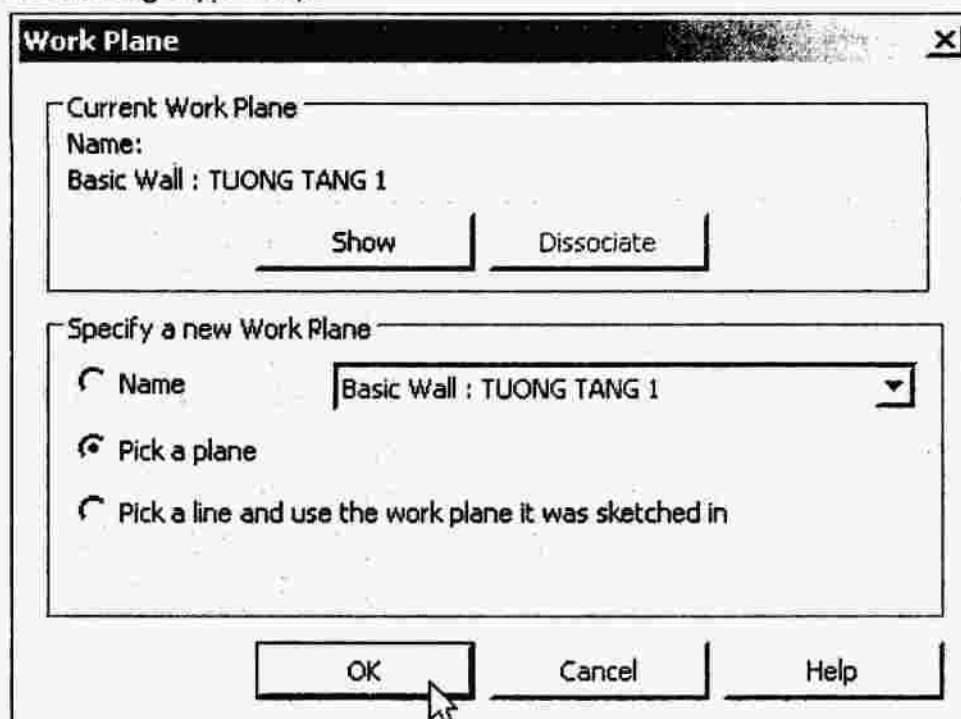 Work Plane
Current Work Plane
Name:
Basic Wall : TUONG TANG 1
Show Dissociate
Specify a new Work Plane
Name Basic Wall : TUONG TANG 1
Pick a plane
Pick a line and use the work plane it was sketched in
OK Cancel Help